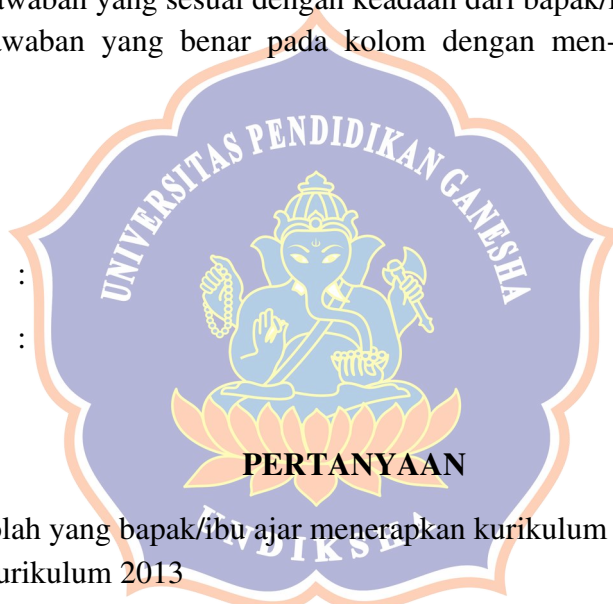 awaban yang sesuai dengan keadaan dari bapak/i
awaban yang benar pada kolom dengan men-
UNIVERSITAS PENDIDIKAN GANESHA
:
:
PERTANYAAN
olah yang bapak/ibu ajar menerapkan kurikulum
UNDIKSHA
urikulum 2013